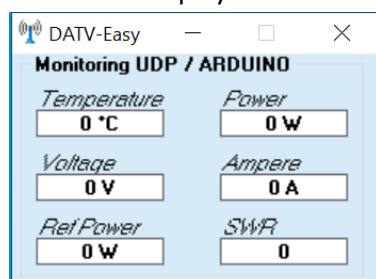 DATV-Easy
Monitoring UDP / ARDUINO
Temperature Power
0 °C 0 W
Voltage Ampere
0 V 0 A
Ref Power SWR
0 W 0